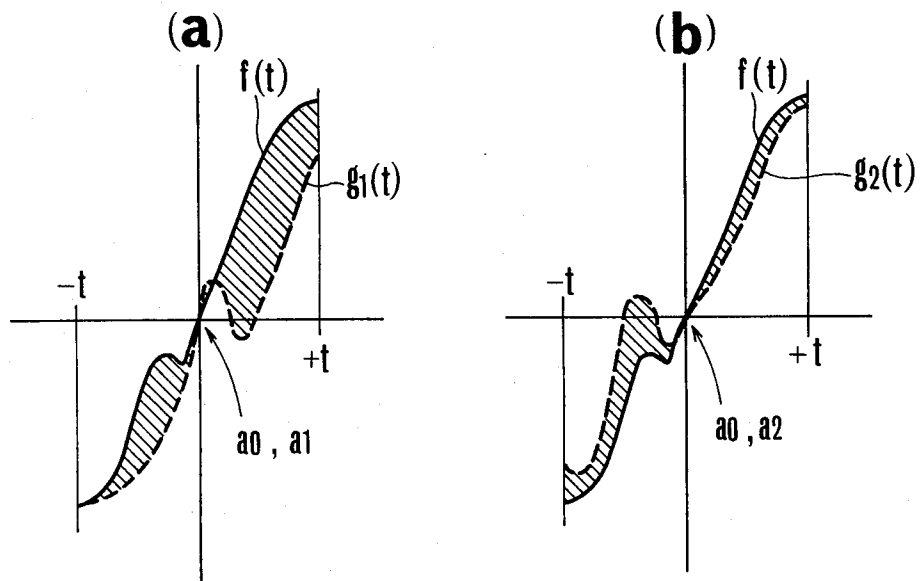 (a)
f(t)
g1(t)
-t
+t
a0 , a1
(b)
f(t)
g2(t)
-t
+t
a0 , a2